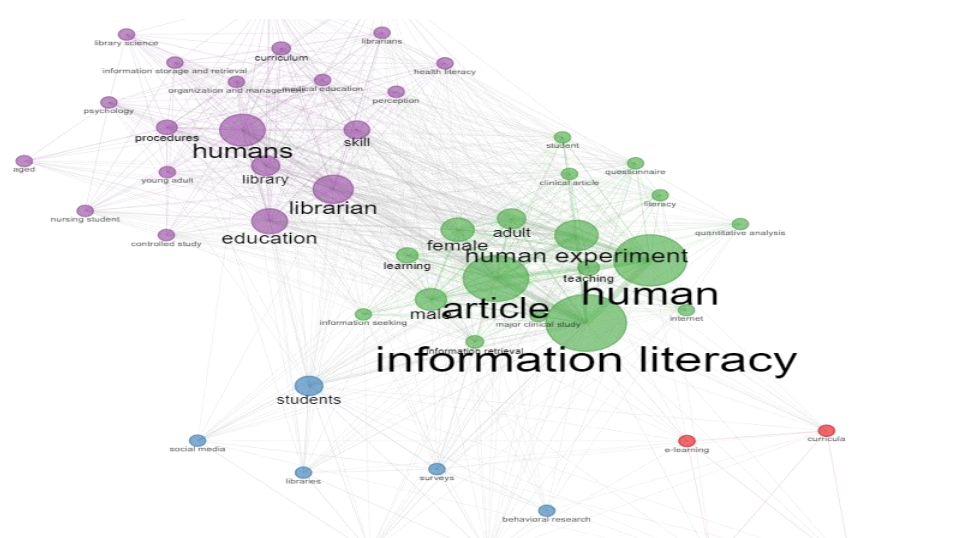 library science
librarians
curriculum
information storage and retrieval
health literacy
organization and management
medical education
perception
psychology
procedures
skill
humans
student
aged
young adult
library
questionnaire
clinical article
literacy
librarian
nursing student
controlled study
education
adult
quantitative analysis
female
human experiment
learning
teaching
human
article
male
information seeking
major clinical study
internet
information retrieval
information literacy
students
social media
e-learning
curricula
libraries
surveys
behavioral research